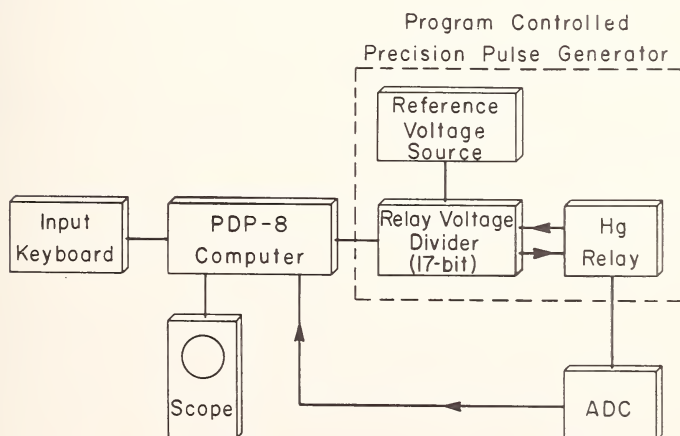 Program Controlled
Precision Pulse Generator
Reference
Voltage
Source
Input
Keyboard
PDP-8
Computer
Relay Voltage
Divider
(17-bit)
Hg
Relay
Scope
ADC